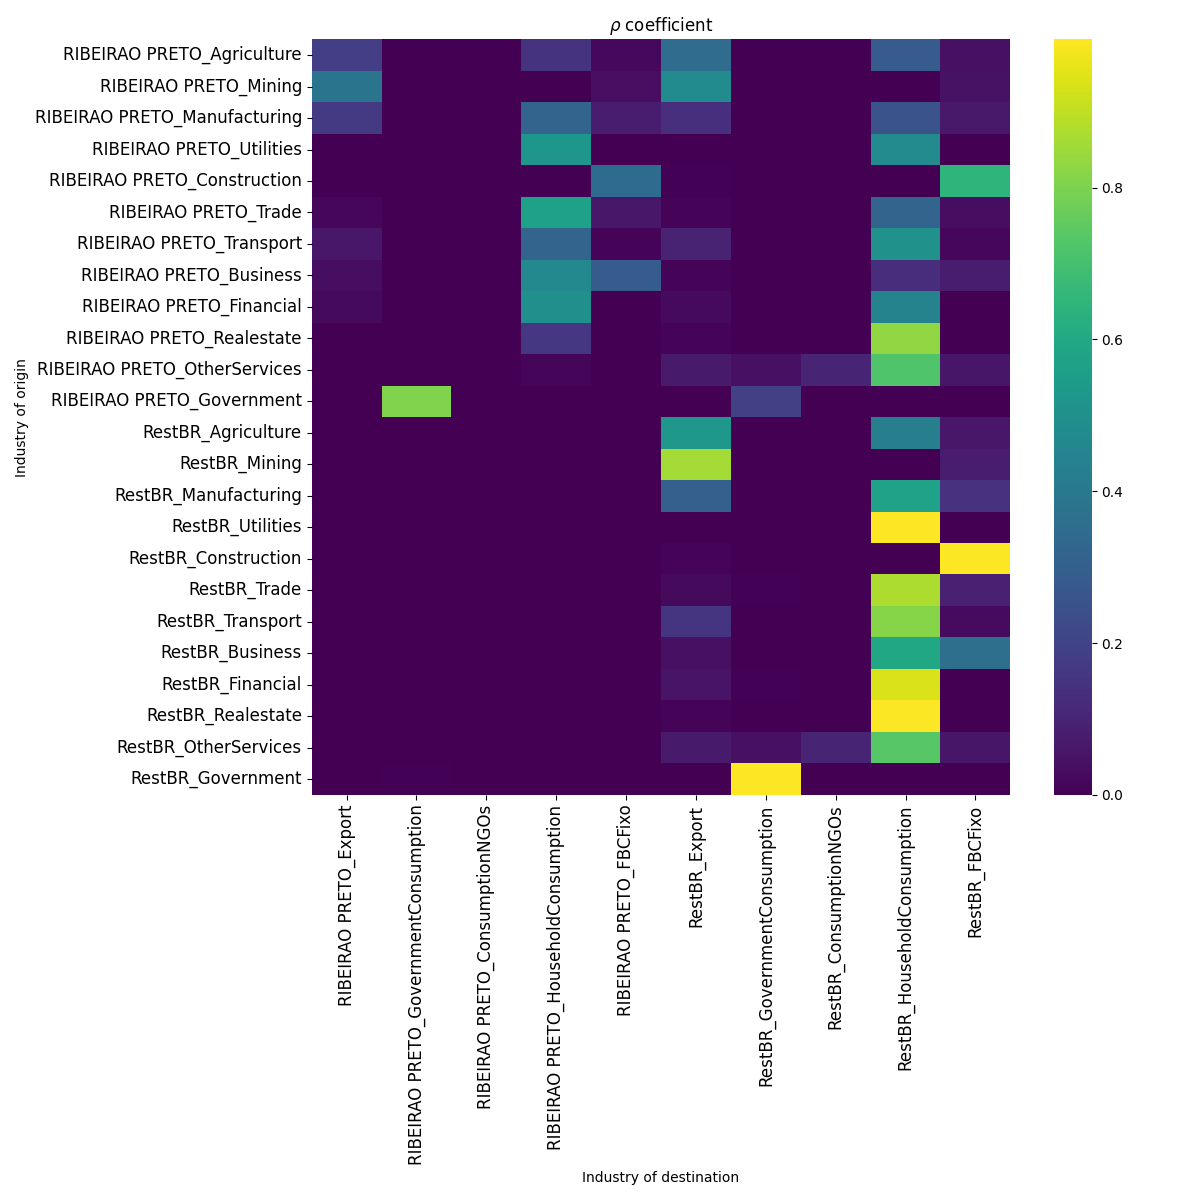 ρ coefficient
RIBEIRAO PRETO_Agriculture
RIBEIRAO PRETO_Mining
RIBEIRAO PRETO_Manufacturing
RIBEIRAO PRETO_Utilities
RIBEIRAO PRETO_Construction
RIBEIRAO PRETO_Trade
RIBEIRAO PRETO_Transport
RIBEIRAO PRETO_Business
RIBEIRAO PRETO_Financial
RIBEIRAO PRETO_Realestate
RIBEIRAO PRETO_OtherServices
RIBEIRAO PRETO_Government
RestBR_Agriculture
RestBR_Mining
RestBR_Manufacturing
RestBR_Utilities
RestBR_Construction
RestBR_Trade
RestBR_Transport
RestBR_Business
RestBR_Financial
RestBR_Realestate
RestBR_OtherServices
RestBR_Government
Industry of origin
RIBEIRAO PRETO_Export
RIBEIRAO PRETO_GovernmentConsumption
RIBEIRAO PRETO_ConsumptionNGOs
RIBEIRAO PRETO_HouseholdConsumption
RIBEIRAO PRETO_FBCFixo
RestBR_Export
RestBR_GovernmentConsumption
RestBR_ConsumptionNGOs
RestBR_HouseholdConsumption
RestBR_FBCFixo
Industry of destination
0.8
0.6
0.4
0.2
0.0